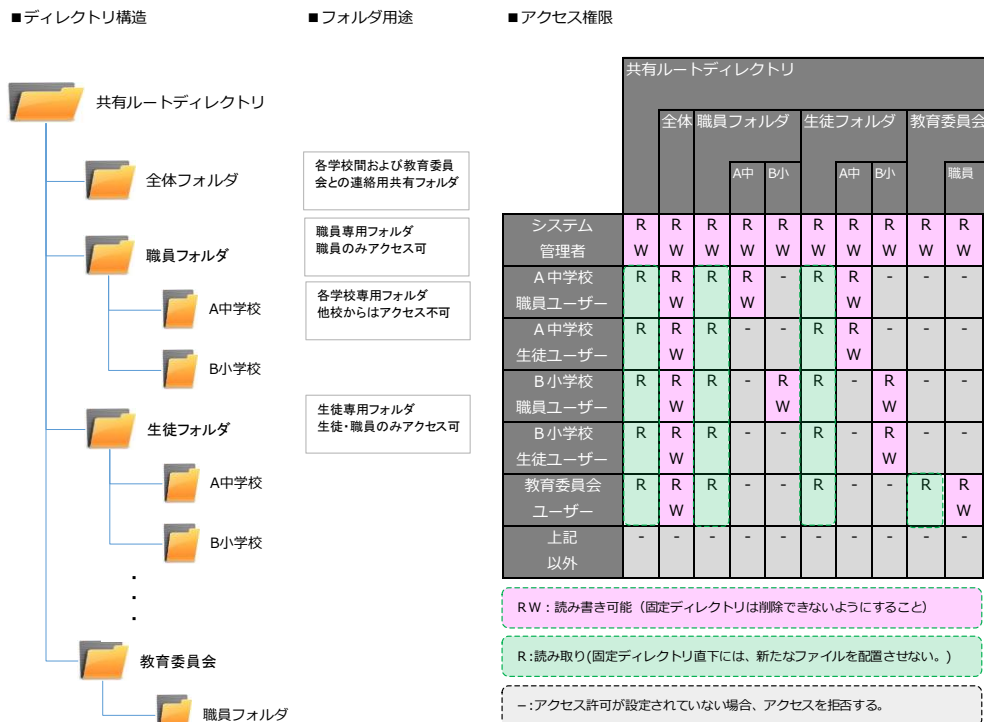 ■ディレクトリ構造
■フォルダ用途
■アクセス権限
共有ルートディレクトリ
全体フォルダ
職員フォルダ
A中学校
B小学校
生徒フォルダ
A中学校
B小学校
・
・
・
教育委員会
職員フォルダ
各学校間および教育委員
会との連絡用共有フォルダ
職員専用フォルダ
職員のみアクセス可
各学校専用フォルダ
他校からはアクセス不可
生徒専用フォルダ
生徒・職員のみアクセス可
共有ルートディレクトリ
全体 職員フォルダ 生徒フォルダ 教育委員会
A中 B小 A中 B小 職員
システム R R R R R R R R R R
管理者 W W W W W W W W W W
A中学校 R R R R - R R - - -
職員ユーザー W W W
A中学校 R R R - - R R - - -
生徒ユーザー W W
B小学校 R R R - R R - R - -
職員ユーザー W W W
B小学校 R R R - - R - R - -
生徒ユーザー W W
教育委員会 R R R - - R - - R R
ユーザー W W
上記 - - - - - - - - - -
以外
RW：読み書き可能（固定ディレクトリは削除できないようにすること）
R:読み取り(固定ディレクトリ直下には、新たなファイルを配置させない。)
−:アクセス許可が設定されていない場合、アクセスを拒否する。